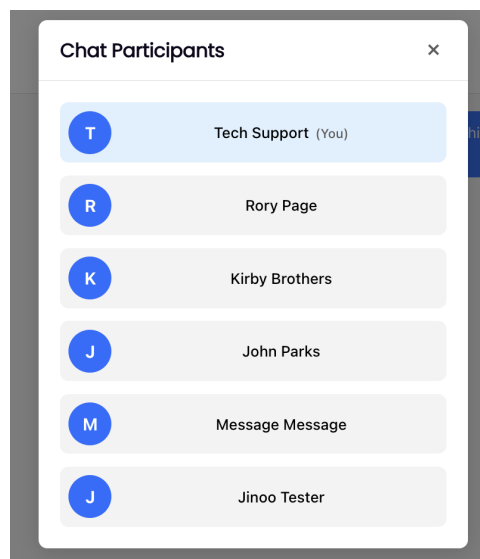 Chat Participants ×
T Tech Support (You)
R Rory Page
K Kirby Brothers
J John Parks
M Message Message
J Jinoo Tester